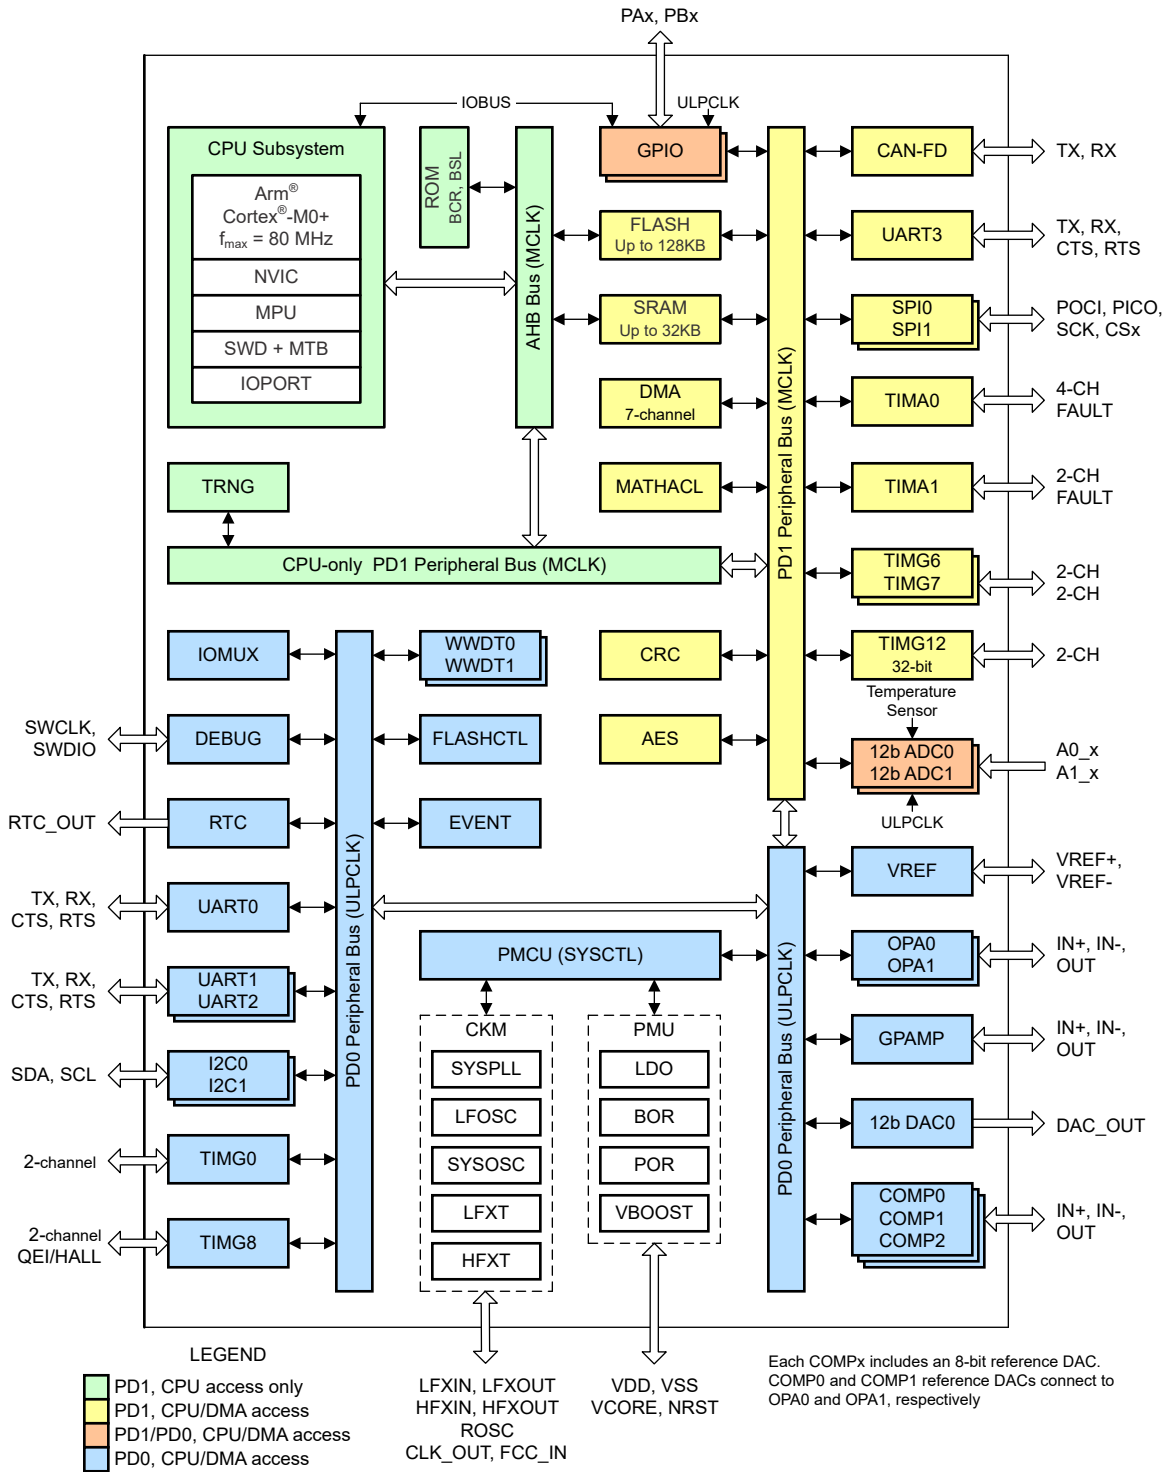 PAx, PBx
IOBUS
ULPCLK
CPU Subsystem
Arm®
Cortex®-M0+
fmax = 80 MHz
NVIC
MPU
SWD + MTB
IOPORT
ROM
BCR, BSL
AHB Bus (MCLK)
GPIO
FLASH
Up to 128KB
SRAM
Up to 32KB
DMA
7-channel
MATHACL
PD1 Peripheral Bus (MCLK)
CAN-FD
TX, RX
UART3
TX, RX,
CTS, RTS
SPI0
SPI1
POCI, PICO,
SCK, CSx
TIMA0
4-CH
FAULT
TIMA1
2-CH
FAULT
TIMG6
TIMG7
2-CH
2-CH
TIMG12
32-bit
2-CH
Temperature
Sensor
12b ADC0
12b ADC1
A0_x
A1_x
ULPCLK
TRNG
CPU-only PD1 Peripheral Bus (MCLK)
CRC
AES
IOMUX
WWDT0
WWDT1
SWCLK,
SWDIO
DEBUG
FLASHCTL
RTC_OUT
RTC
EVENT
PD0 Peripheral Bus (ULPCLK)
TX, RX,
CTS, RTS
UART0
TX, RX,
CTS, RTS
UART1
UART2
SDA, SCL
I2C0
I2C1
2-channel
TIMG0
2-channel
QEI/HALL
TIMG8
PMCU (SYSCTL)
CKM
SYSPLL
LFOSC
SYSOSC
LFXT
HFXT
PMU
LDO
BOR
POR
VBOOST
PD0 Peripheral Bus (ULPCLK)
VREF
VREF+,
VREF-
OPA0
OPA1
IN+, IN-,
OUT
GPAMP
IN+, IN-,
OUT
12b DAC0
DAC_OUT
COMP0
COMP1
COMP2
IN+, IN-,
OUT
LEGEND
PD1, CPU access only
PD1, CPU/DMA access
PD1/PD0, CPU/DMA access
PD0, CPU/DMA access
LFXIN, LFXOUT
HFXIN, HFXOUT
ROSC
CLK_OUT, FCC_IN
VDD, VSS
VCORE, NRST
Each COMPx includes an 8-bit reference DAC.
COMP0 and COMP1 reference DACs connect to
OPA0 and OPA1, respectively